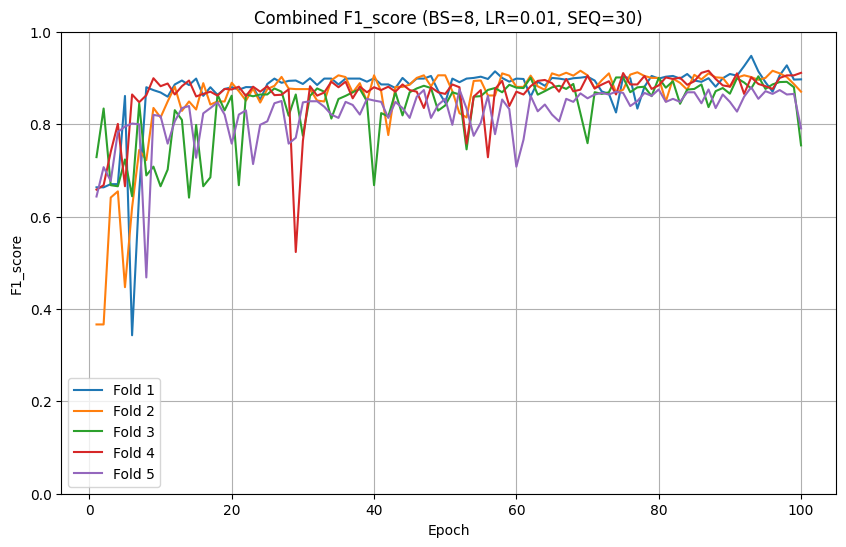 Combined F1_score (BS=8, LR=0.01, SEQ=30)
1.0
0.8
0.6
0.4
0.2
0.0
F1_score
Fold 1
Fold 2
Fold 3
Fold 4
Fold 5
0 20 40 60 80 100
Epoch